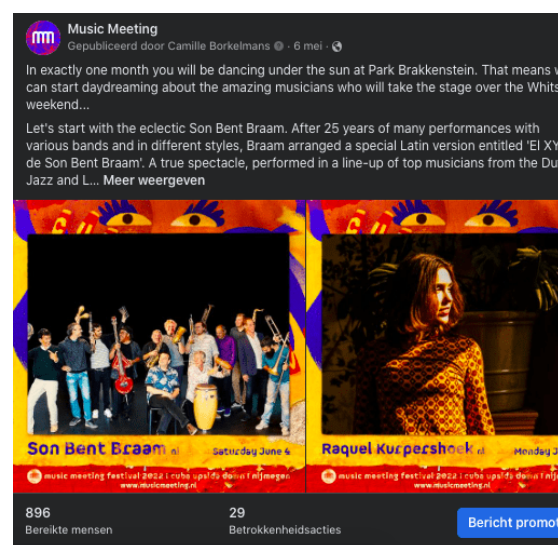 Music Meeting
Gepubliceerd door Camille Borkelmans · 6 mei ·
In exactly one month you will be dancing under the sun at Park Brakkenstein. That means
can start daydreaming about the amazing musicians who will take the stage over the Whits
weekend...
Let's start with the eclectic Son Bent Braam. After 25 years of many performances with
various bands and in different styles, Braam arranged a special Latin version entitled 'El XY
de Son Bent Braam'. A true spectacle, performed in a line-up of top musicians from the Du
Jazz and L... Meer weergeven
Son Bent Braam nl Saturday June 4
music meeting festival 2022 | cube upside down | nijmegen
www.musicmeeting.nl
Raquel Kurpershoek nl Monday J
music meeting festival 2022 | cube upside down | nijm
www.musicmeeting.nl
896
Bereikte mensen
29
Betrokkenheidsacties
Bericht promot